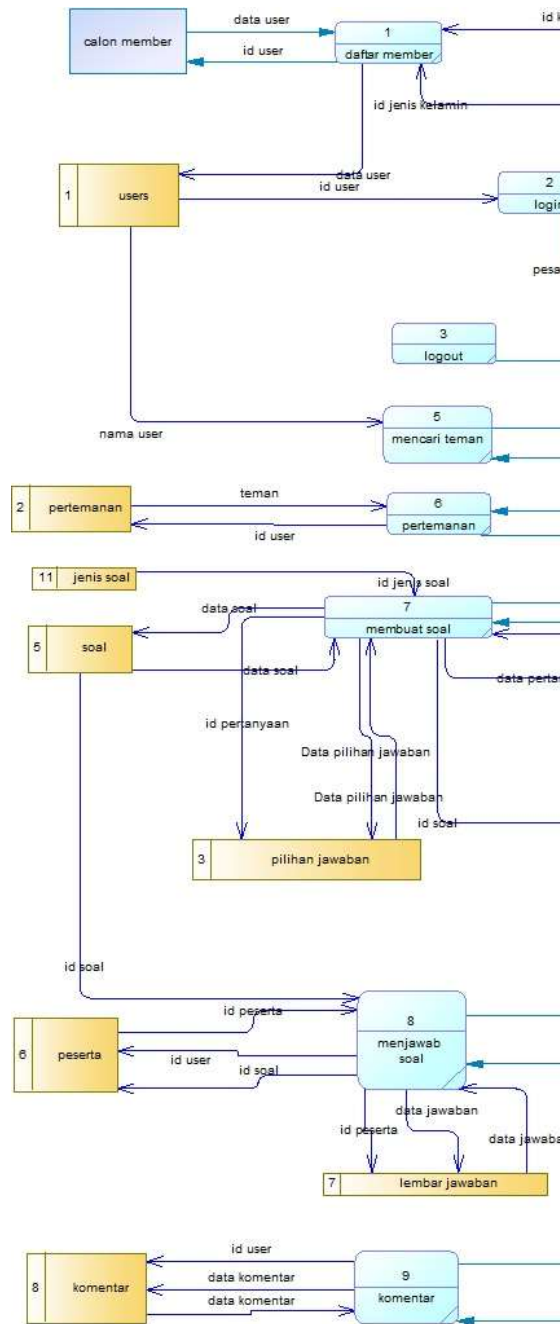 data user
id k
calon member
1
daftar member
id user
id jenis kelamin
data user
id user
1
users
2
login
pesa
3
logout
5
mencari teman
nama user
teman
2
pertemanan
6
pertemanan
id user
11
jenis soal
id jenis soal
data soal
7
membuat soal
5
soal
data soal
data pertan
id pertanyaan
Data pilihan jawaban
Data pilihan jawaban
id soal
3
pilihan jawaban
id soal
id peserta
8
menjawab
soal
6
peserta
id user
id soal
id peserta
data jawaban
data jawaba
7
lembar jawaban
id user
8
komentar
data komentar
data komentar
9
komentar